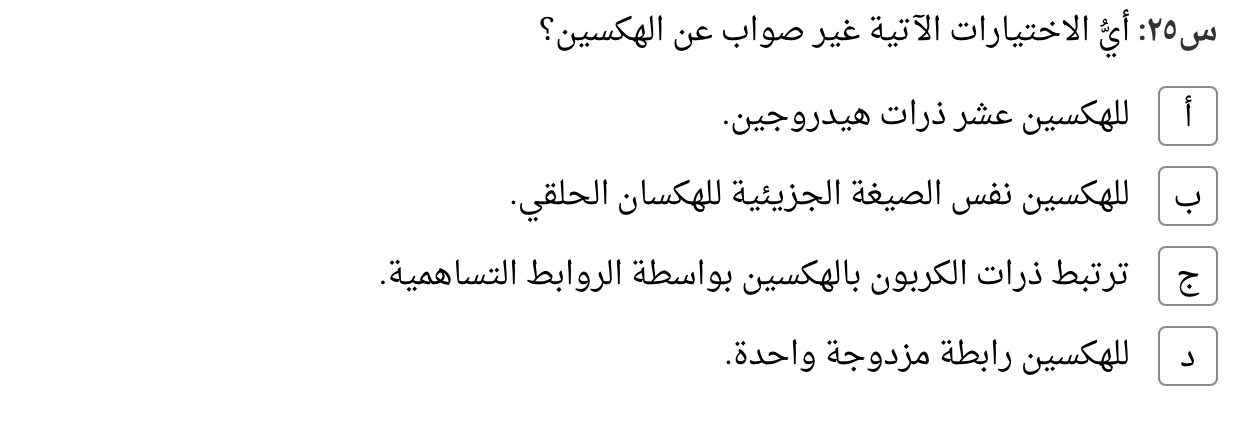 س٢٥: أيُّ الاختيارات الآتية غير صواب عن الهكسين؟
أ للهكسين عشر ذرات هيدروجين.
ب للهكسين نفس الصيغة الجزيئية للهكسان الحلقي.
ج ترتبط ذرات الكربون بالهكسين بواسطة الروابط التساهمية.
د للهكسين رابطة مزدوجة واحدة.